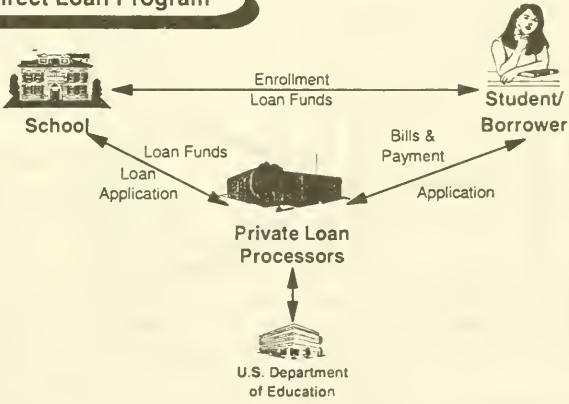 Direct Loan Program
Enrollment
Loan Funds
School
Student/
Borrower
Loan Funds
Loan
Application
Bills &
Payment
Application
Private Loan
Processors
U.S. Department
of Education